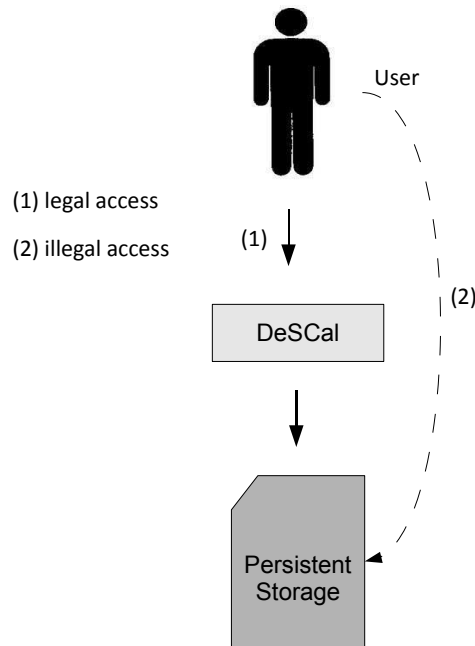 User
(1) legal access
(2) illegal access
(1)
(2)
DeSCal
Persistent
Storage